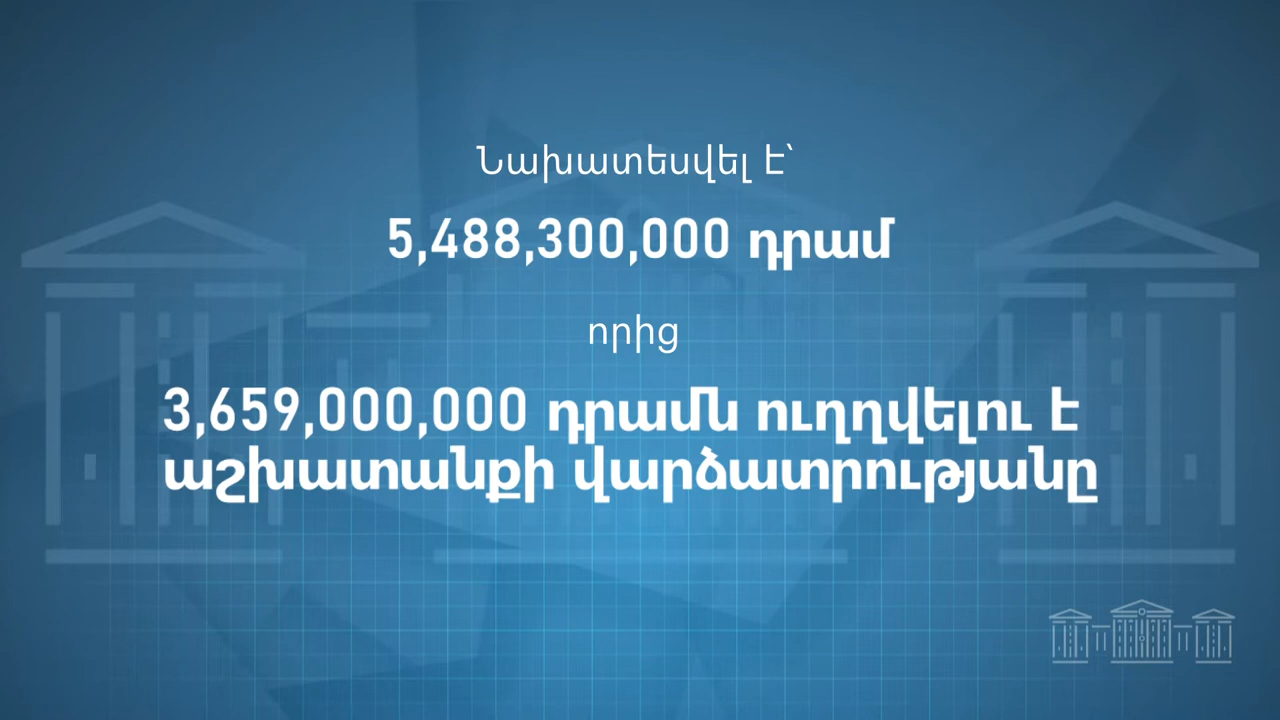 Նախատեսվել է՝
5,488,300,000 դրամ
որից
3,659,000,000 դրամն ուղղվելու է
աշխատանքի վարձատրությանը